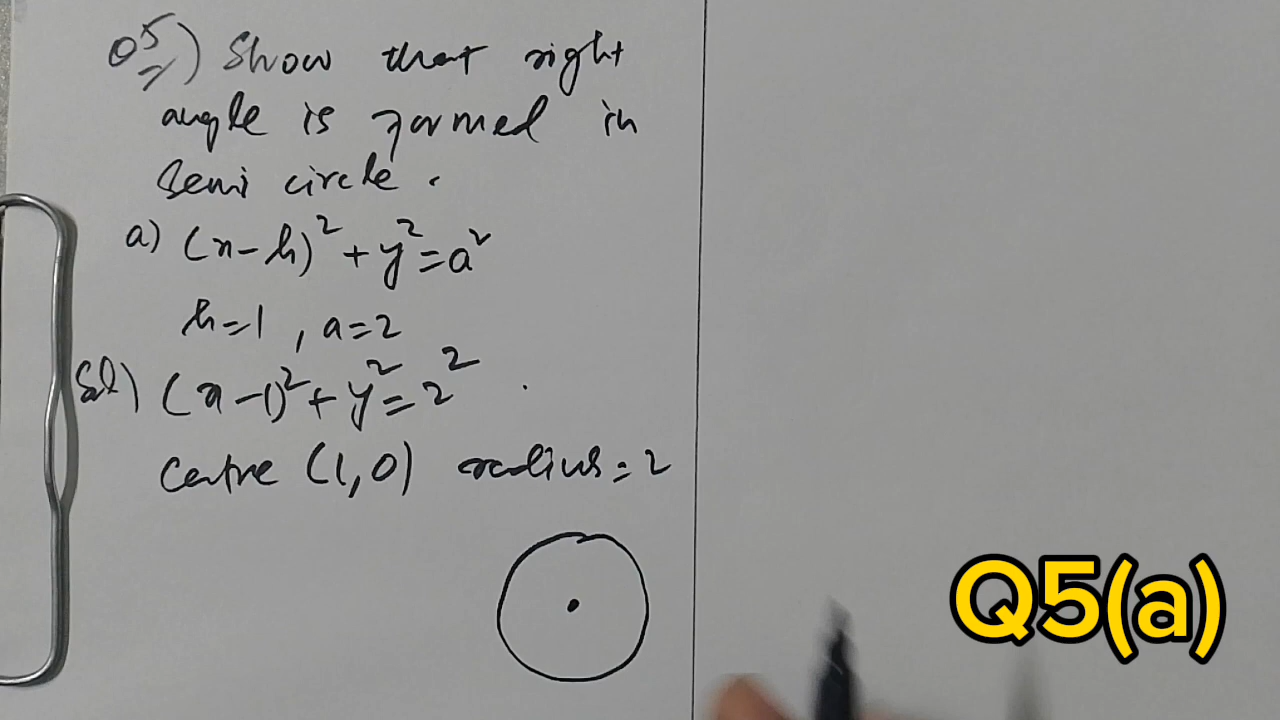 Q5) Show that right
angle is formed in
Semi circle.
a) (x-h)²+y²=a²
h=1, a=2
Sol) (x-1)²+y²=2²
Centre (1,0) radius=2
Q5(a)